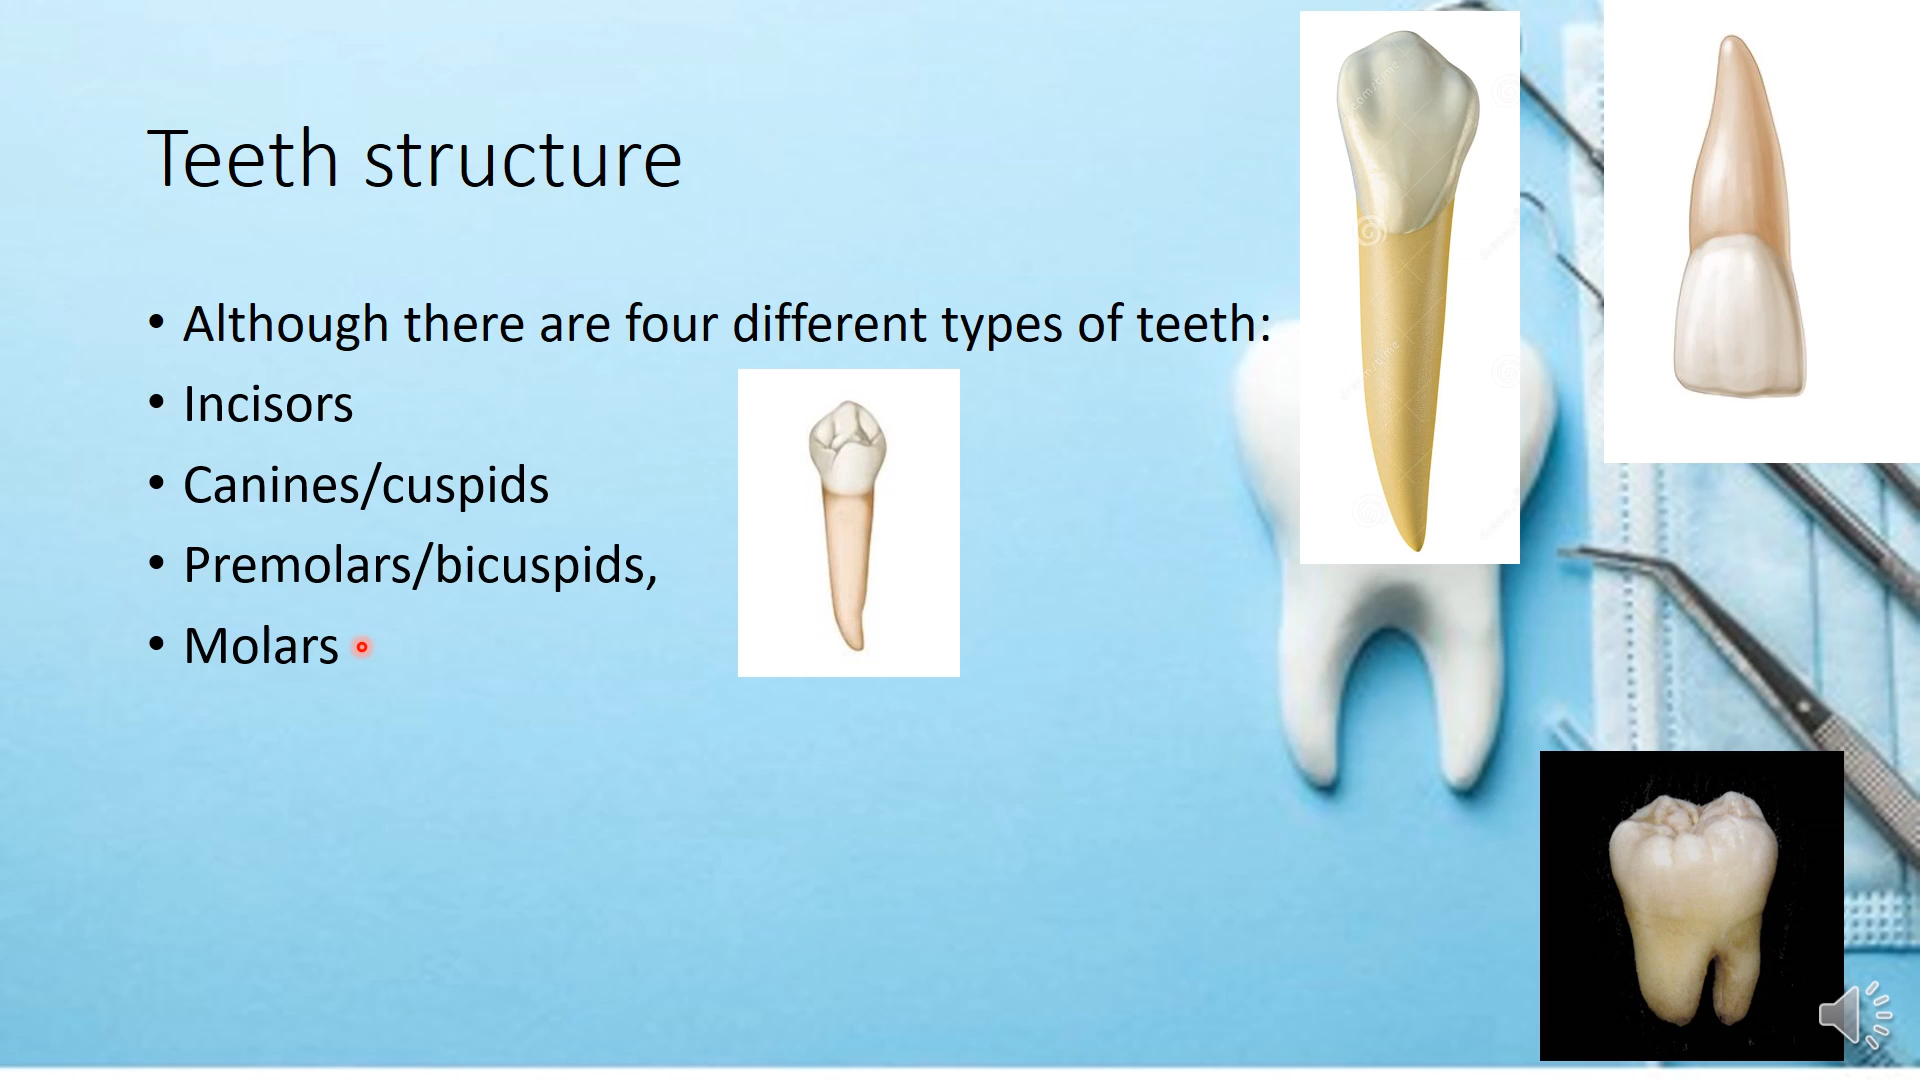 Teeth structure
• Although there are four different types of teeth:
• Incisors
• Canines/cuspids
• Premolars/bicuspids,
• Molars